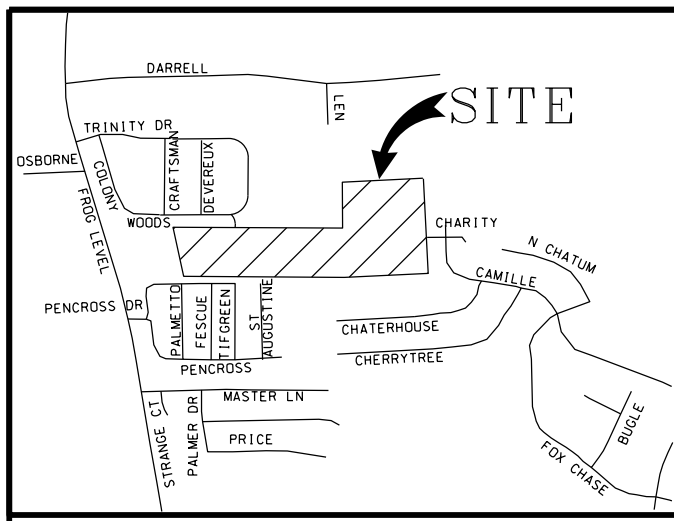 DARRELL
LEN
SITE
TRINITY DR
OSBORNE
COLONY
CRAFTSMAN
DEVEREUX
FROG LEVEL
WOODS
CHARITY
N CHATUM
CAMILLE
PENCROSS DR
PALMETTO
FESCUE
TIFGREEN
ST
AUGUSTINE
CHATERHOUSE
CHERRYTREE
PENCROSS
MASTER LN
STRANGE CT
PALMER DR
PRICE
BUGLE
FOX CHASE